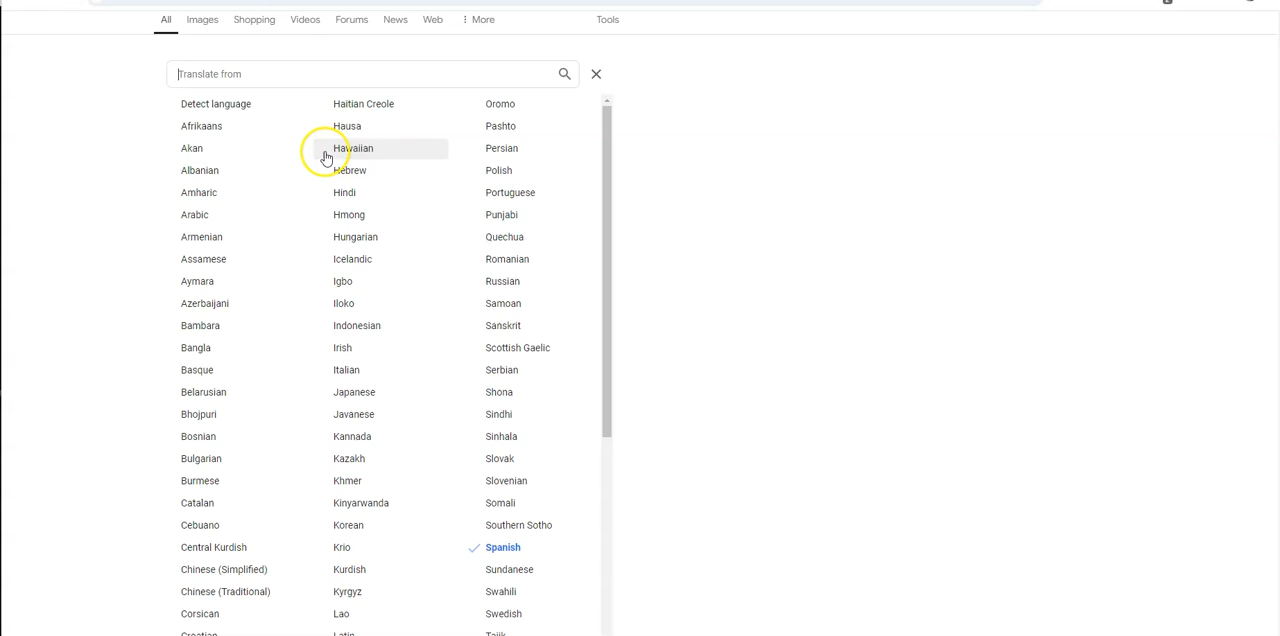 All Images Shopping Videos Forums News Web ⋮ More Tools
Translate from
Detect language Haitian Creole Oromo
Afrikaans Hausa Pashto
Akan Hawaiian Persian
Albanian Hebrew Polish
Amharic Hindi Portuguese
Arabic Hmong Punjabi
Armenian Hungarian Quechua
Assamese Icelandic Romanian
Aymara Igbo Russian
Azerbaijani Iloko Samoan
Bambara Indonesian Sanskrit
Bangla Irish Scottish Gaelic
Basque Italian Serbian
Belarusian Japanese Shona
Bhojpuri Javanese Sindhi
Bosnian Kannada Sinhala
Bulgarian Kazakh Slovak
Burmese Khmer Slovenian
Catalan Kinyarwanda Somali
Cebuano Korean Southern Sotho
Central Kurdish Krio Spanish
Chinese (Simplified) Kurdish Sundanese
Chinese (Traditional) Kyrgyz Swahili
Corsican Lao Swedish
Croatian Latin Tajik